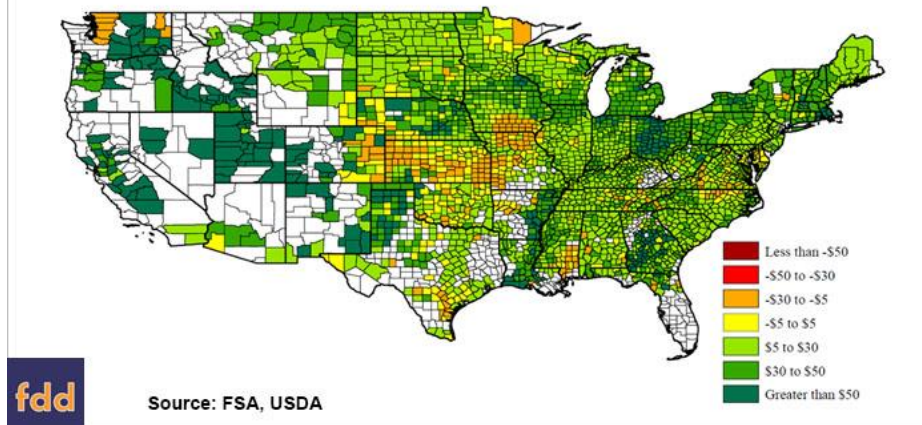 Less than -$50
-$50 to -$30
-$30 to -$5
-$5 to $5
$5 to $30
$30 to $50
Greater than $50
fdd
Source: FSA, USDA